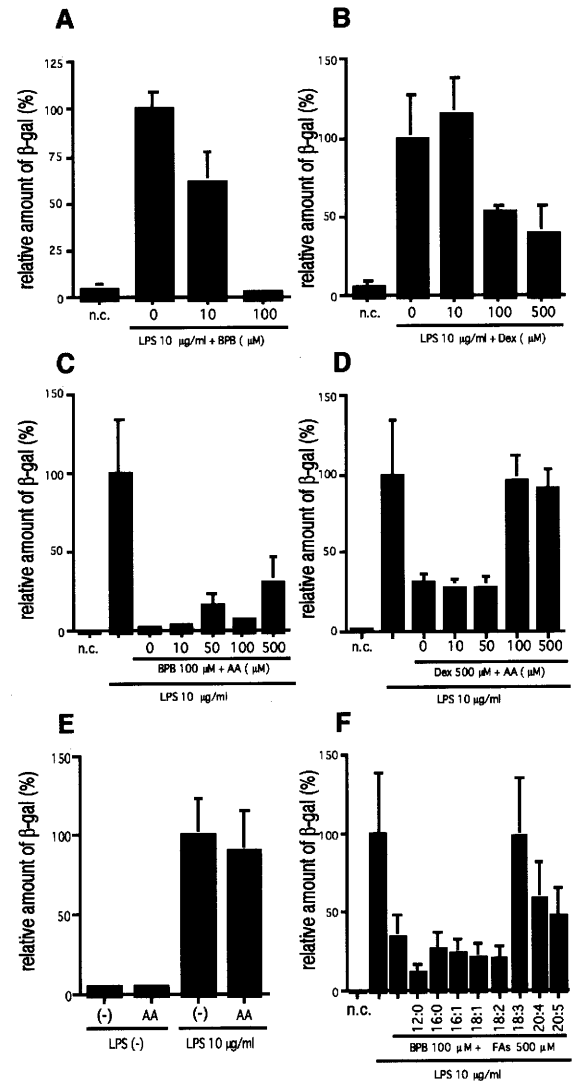 A
relative amount of β-gal (%)
125
100
75
50
25
0
n.c. 0 10 100
LPS 10 μg/ml + BPB ( μM)
B
relative amount of β-gal (%)
150
100
50
0
n.c. 0 10 100 500
LPS 10 μg/ml + Dex ( μM)
C
relative amount of β-gal (%)
150
100
50
0
n.c. 0 10 50 100 500
BPB 100 μM + AA ( μM)
LPS 10 μg/ml
D
relative amount of β-gal (%)
150
100
50
0
n.c. 0 10 50 100 500
Dex 500 μM + AA ( μM)
LPS 10 μg/ml
E
relative amount of β-gal (%)
150
100
50
0
(-) AA (-) AA
LPS (-) LPS 10 μg/ml
F
relative amount of β-gal (%)
150
100
50
0
n.c. 12:0 16:0 16:1 18:1 18:2 18:3 20:4 20:5
BPB 100 μM + FAs 500 μM
LPS 10 μg/ml